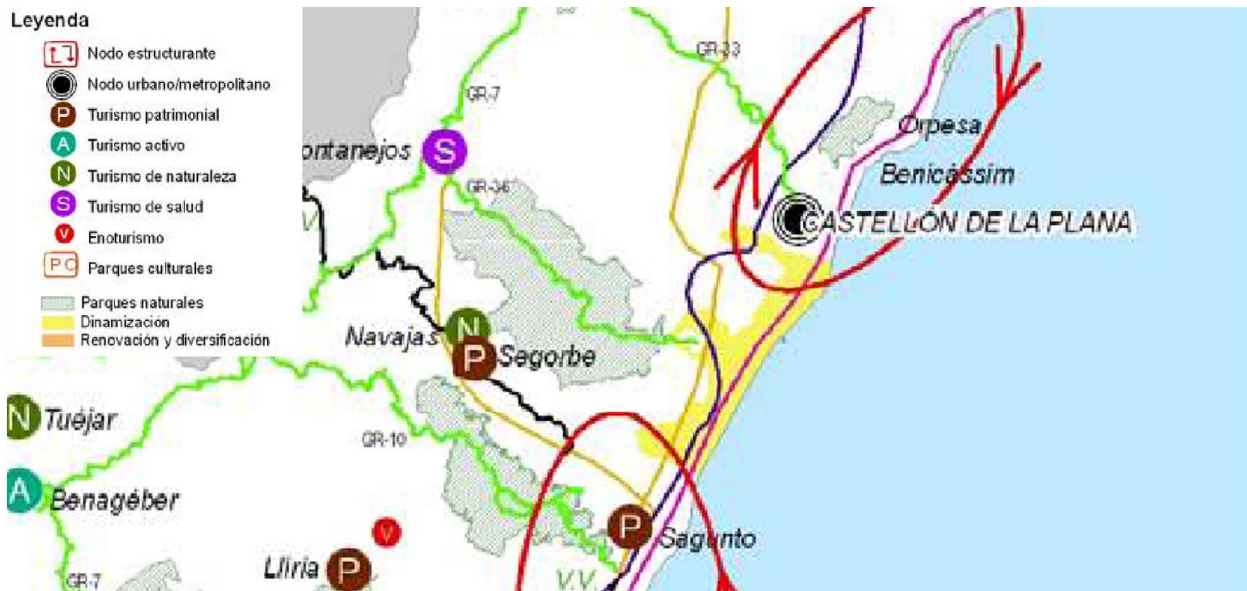 Leyenda
Nodo estructurante
Nodo urbano/metropolitano
P Turismo patrimonial
A Turismo activo
N Turismo de naturaleza
S Turismo de salud
V Enoturismo
PC Parques culturales
Parques naturales
Dinamización
Renovación y diversificación
GR-33
GR-7
Orpesa
ontanejos S
Benicàssim
GR-36
V.
CASTELLÓN DE LA PLANA
Navajas N
P Segorbe
N Tuéjar
GR-10
A Benagéber
V
P
Sagunto
Llíria P
GR-7
V.V.